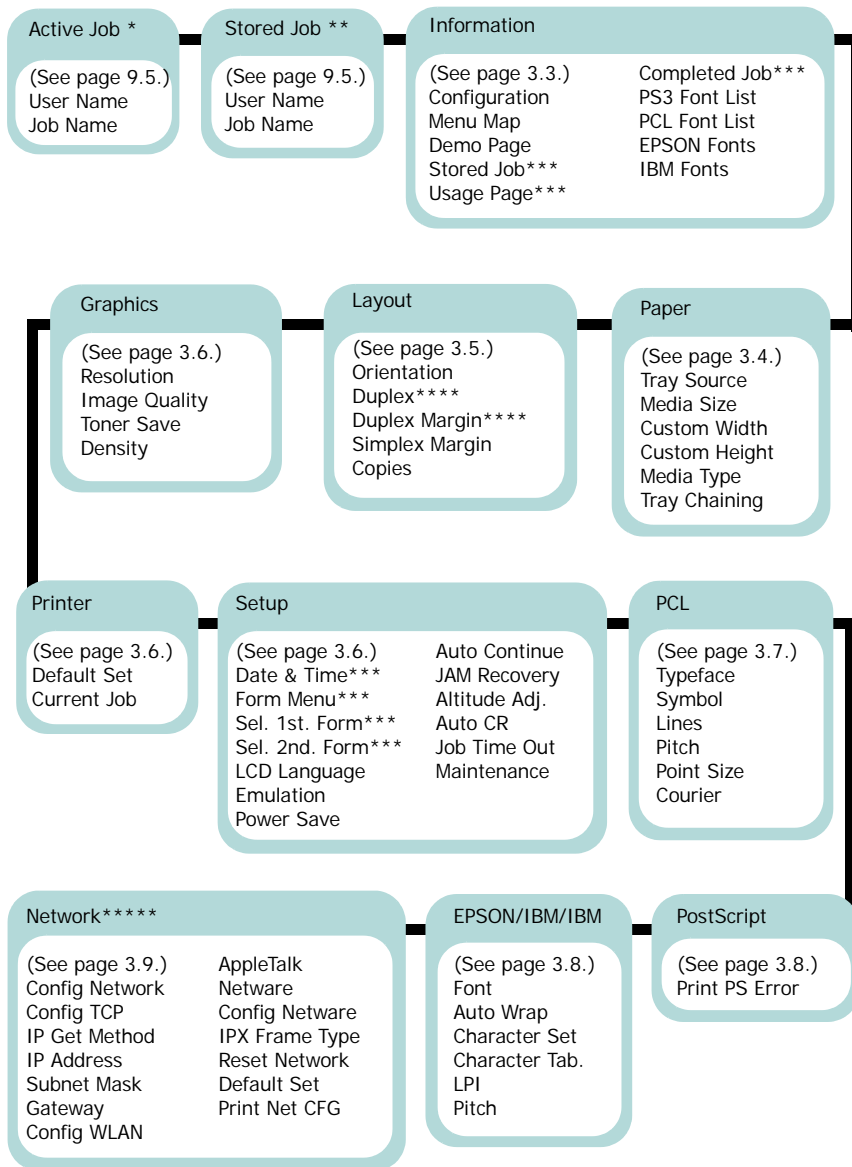 Active Job *
(See page 9.5.)
User Name
Job Name
Stored Job **
(See page 9.5.)
User Name
Job Name
Information
(See page 3.3.)
Configuration
Menu Map
Demo Page
Stored Job***
Usage Page***
Completed Job***
PS3 Font List
PCL Font List
EPSON Fonts
IBM Fonts
Graphics
(See page 3.6.)
Resolution
Image Quality
Toner Save
Density
Layout
(See page 3.5.)
Orientation
Duplex****
Duplex Margin****
Simplex Margin
Copies
Paper
(See page 3.4.)
Tray Source
Media Size
Custom Width
Custom Height
Media Type
Tray Chaining
Printer
(See page 3.6.)
Default Set
Current Job
Setup
(See page 3.6.)
Date & Time***
Form Menu***
Sel. 1st. Form***
Sel. 2nd. Form***
LCD Language
Emulation
Power Save
Auto Continue
JAM Recovery
Altitude Adj.
Auto CR
Job Time Out
Maintenance
PCL
(See page 3.7.)
Typeface
Symbol
Lines
Pitch
Point Size
Courier
Network*****
(See page 3.9.)
Config Network
Config TCP
IP Get Method
IP Address
Subnet Mask
Gateway
Config WLAN
AppleTalk
Netware
Config Netware
IPX Frame Type
Reset Network
Default Set
Print Net CFG
EPSON/IBM/IBM
(See page 3.8.)
Font
Auto Wrap
Character Set
Character Tab.
LPI
Pitch
PostScript
(See page 3.8.)
Print PS Error